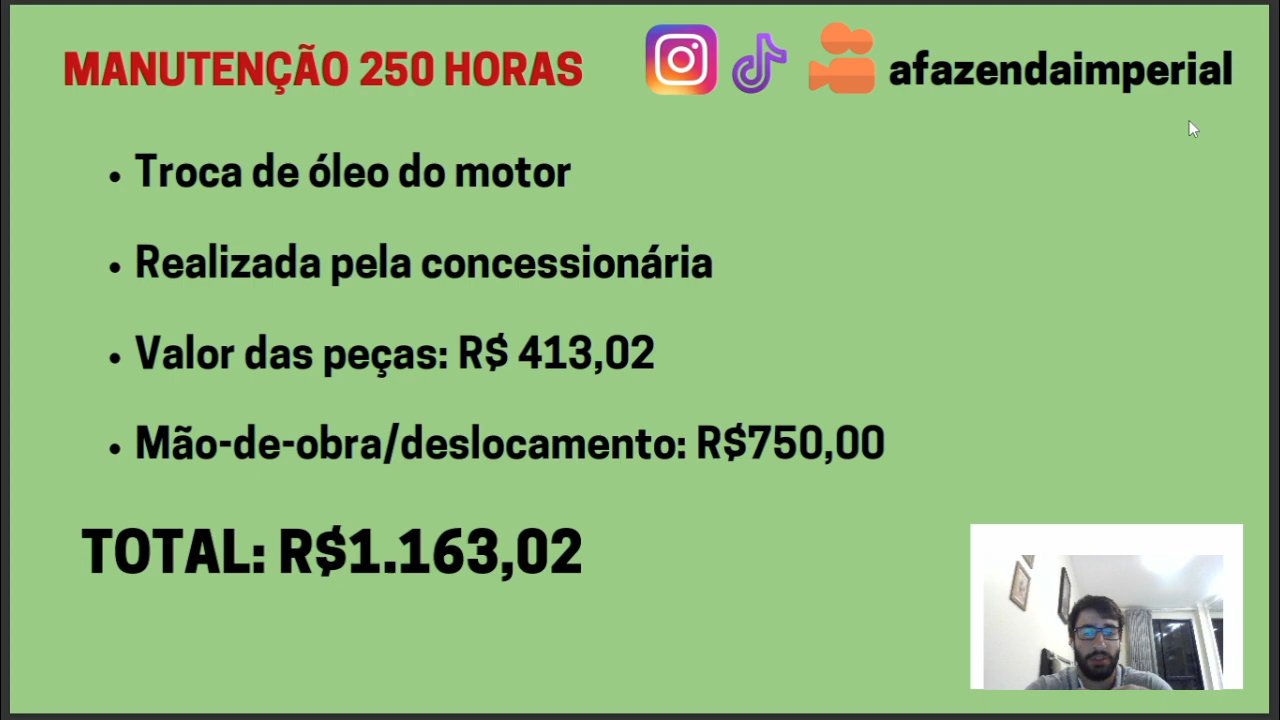 MANUTENÇÃO 250 HORAS
afazendaimperial
• Troca de óleo do motor
• Realizada pela concessionária
• Valor das peças: R$ 413,02
• Mão-de-obra/deslocamento: R$750,00
TOTAL: R$1.163,02